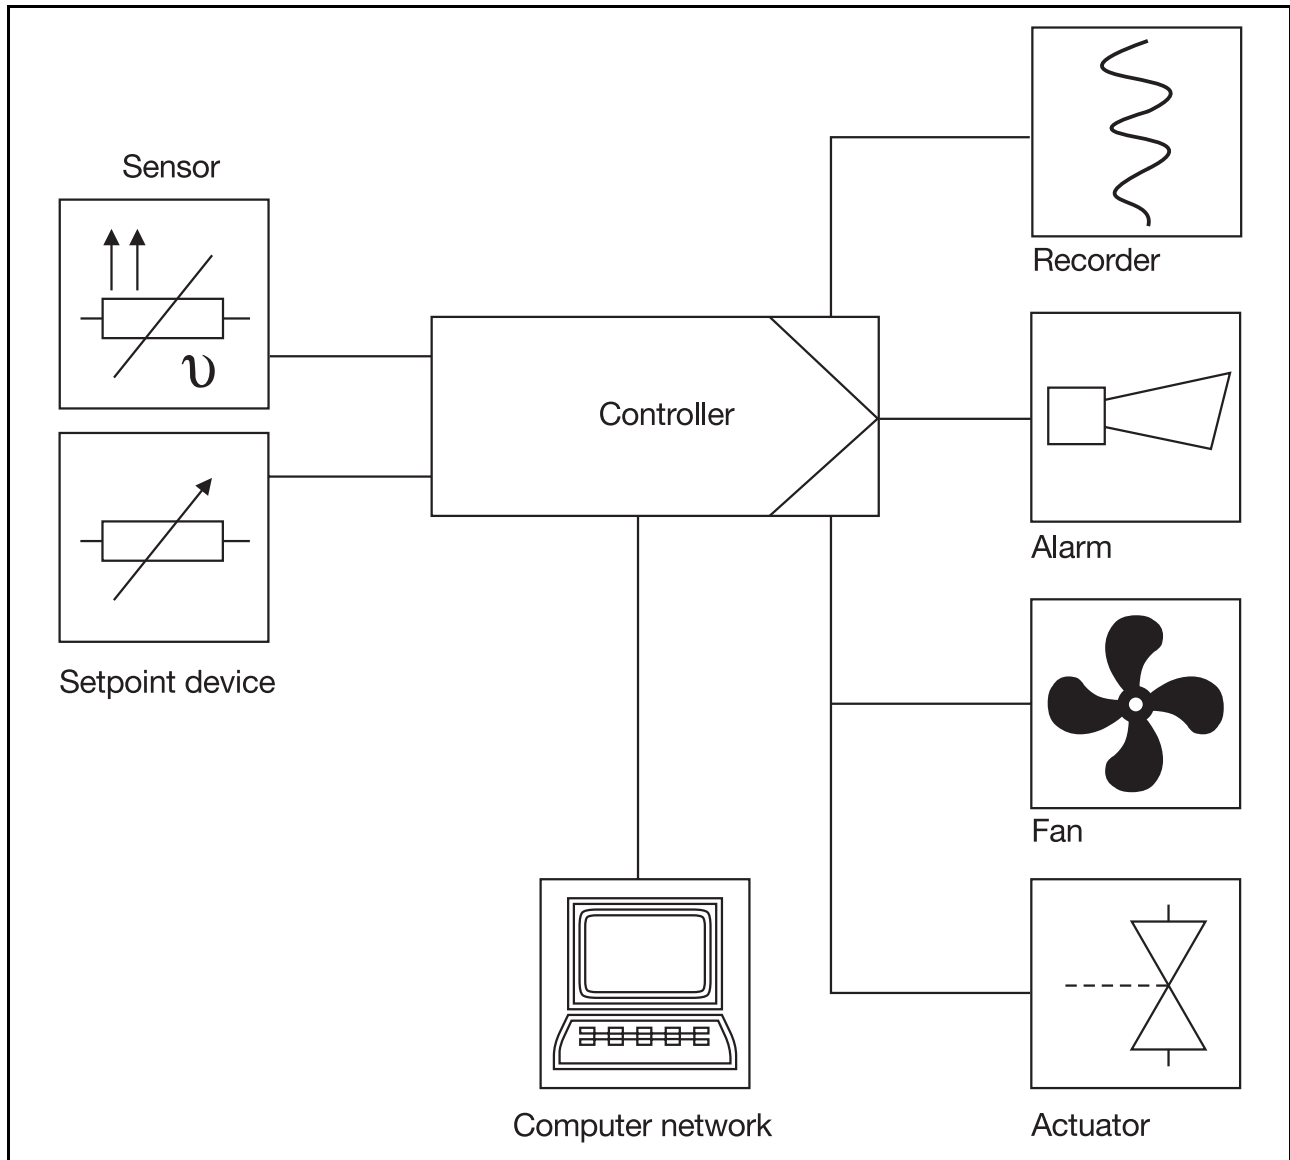 Sensor
υ
Setpoint device
Controller
Recorder
Alarm
Fan
Computer network
Actuator